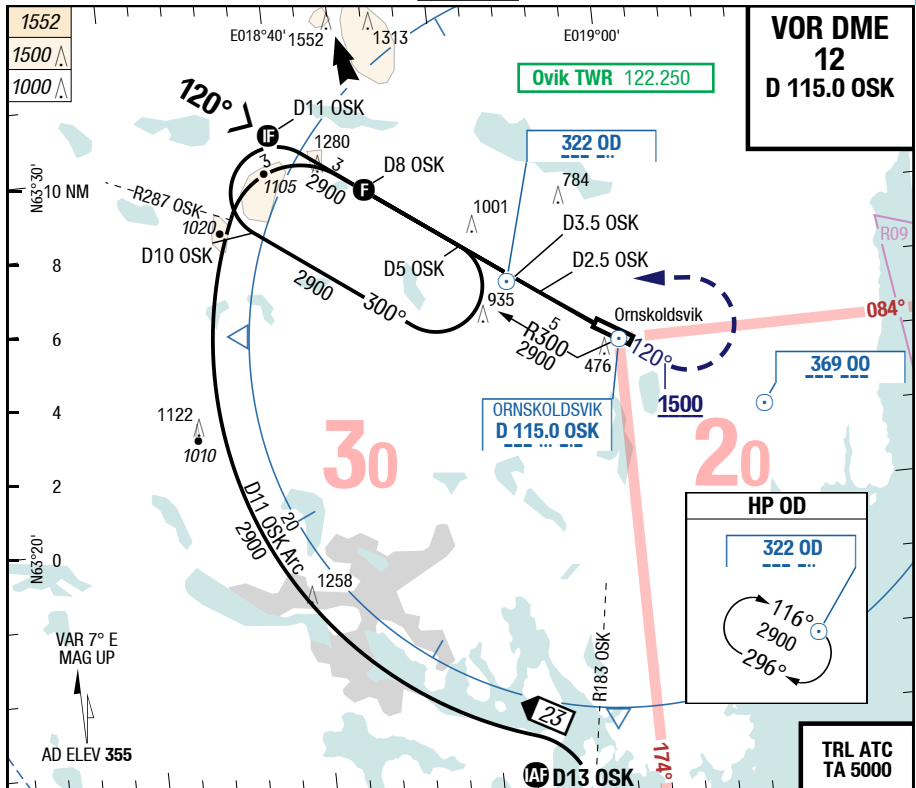 1552
1500
1000
E018°40'
1552
1313
E019°00'
VOR DME
12
D 115.0 OSK
Ovik TWR 122.250
120°
IF
D11 OSK
322 OD
1280
3
3
1105
2900
F
D8 OSK
784
N63°30'
10 NM
R287 OSK
1001
D3.5 OSK
1020
D10 OSK
D5 OSK
D2.5 OSK
R09
8
2900
300°
935
Ornskoldsvik
084°
5
R300
2900
6
476
120°
369 OO
1500
4
1122
1010
ORNSKOLDSVIK
D 115.0 OSK
30
20
2
D11 OSK Arc
2900
20
HP OD
322 OD
N63°20'
0
1258
116°
2900
296°
VAR 7° E
MAG UP
R183 OSK
23
AD ELEV 355
174°
IAF
D13 OSK
TRL ATC
TA 5000